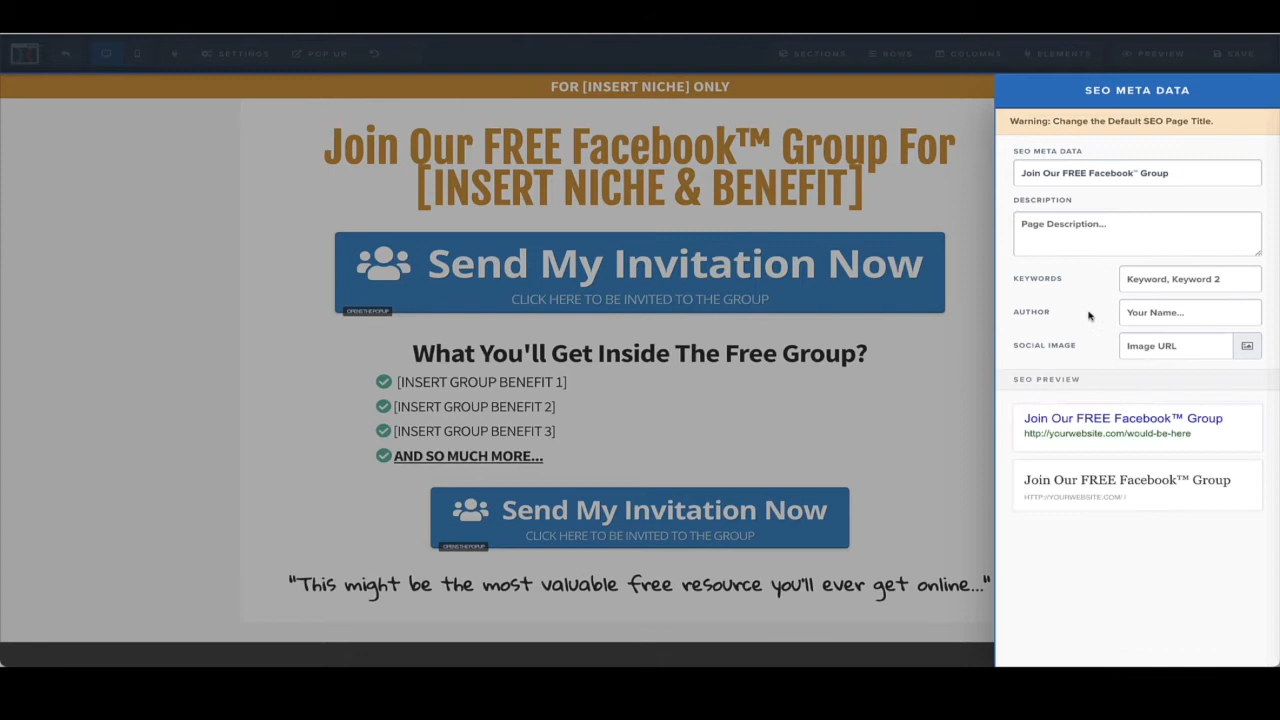 SETTINGS
POP UP
SECTIONS
ROWS
COLUMNS
ELEMENTS
PREVIEW
SAVE
FOR [INSERT NICHE] ONLY
Join Our FREE Facebook™ Group For
[INSERT NICHE & BENEFIT]
Send My Invitation Now
CLICK HERE TO BE INVITED TO THE GROUP
OPENS THE POPUP
What You'll Get Inside The Free Group?
[INSERT GROUP BENEFIT 1]
[INSERT GROUP BENEFIT 2]
[INSERT GROUP BENEFIT 3]
AND SO MUCH MORE...
Send My Invitation Now
CLICK HERE TO BE INVITED TO THE GROUP
OPENS THE POPUP
"This might be the most valuable free resource you'll ever get online..."
SEO META DATA
Warning: Change the Default SEO Page Title.
SEO META DATA
Join Our FREE Facebook™ Group
DESCRIPTION
Page Description...
KEYWORDS
Keyword, Keyword 2
AUTHOR
Your Name...
SOCIAL IMAGE
Image URL
SEO PREVIEW
Join Our FREE Facebook™ Group
http://yourwebsite.com/would-be-here
Join Our FREE Facebook™ Group
HTTP://YOURWEBSITE.COM/ |